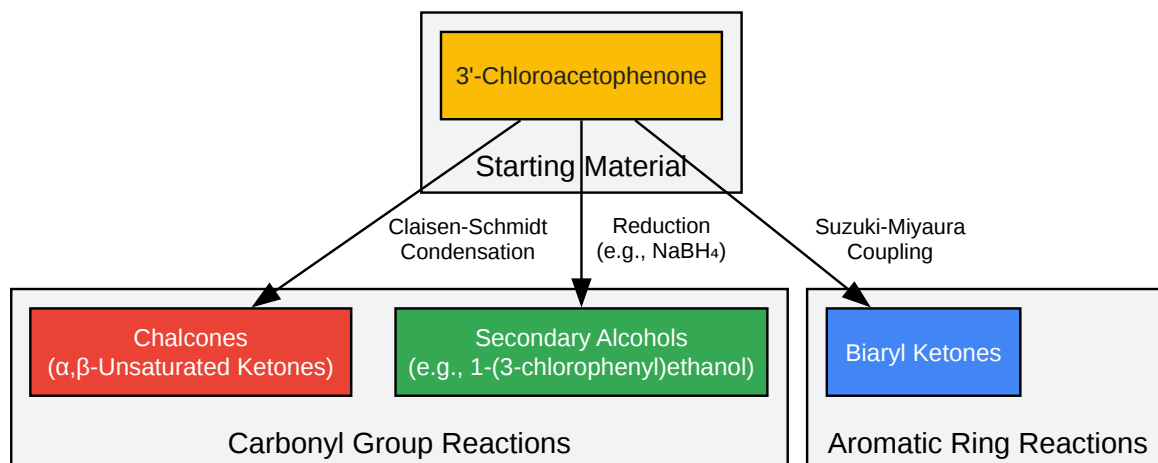 3'-Chloroacetophenone
Starting Material
Claisen-Schmidt
Condensation
Reduction
(e.g., NaBH₄)
Suzuki-Miyaura
Coupling
Chalcones
(α,β-Unsaturated Ketones)
Secondary Alcohols
(e.g., 1-(3-chlorophenyl)ethanol)
Biaryl Ketones
Carbonyl Group Reactions
Aromatic Ring Reactions